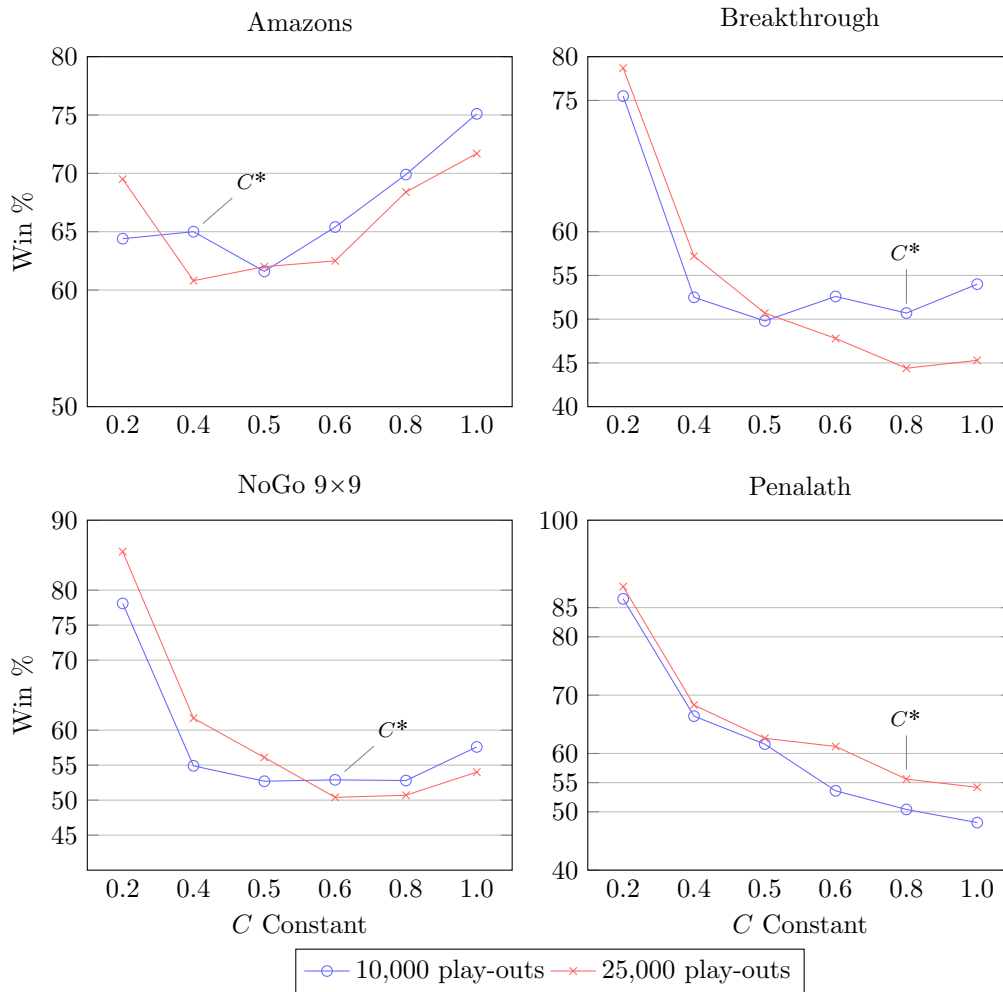 Amazons
80
75
70
65
60
50
Win %
C*
0.2 0.4 0.5 0.6 0.8 1.0
Breakthrough
80
75
60
55
50
45
40
C*
0.2 0.4 0.5 0.6 0.8 1.0
NoGo 9×9
90
80
75
70
60
55
50
45
Win %
C*
0.2 0.4 0.5 0.6 0.8 1.0
C Constant
Penalath
100
85
80
70
60
55
50
40
C*
0.2 0.4 0.5 0.6 0.8 1.0
C Constant
10,000 play-outs 25,000 play-outs